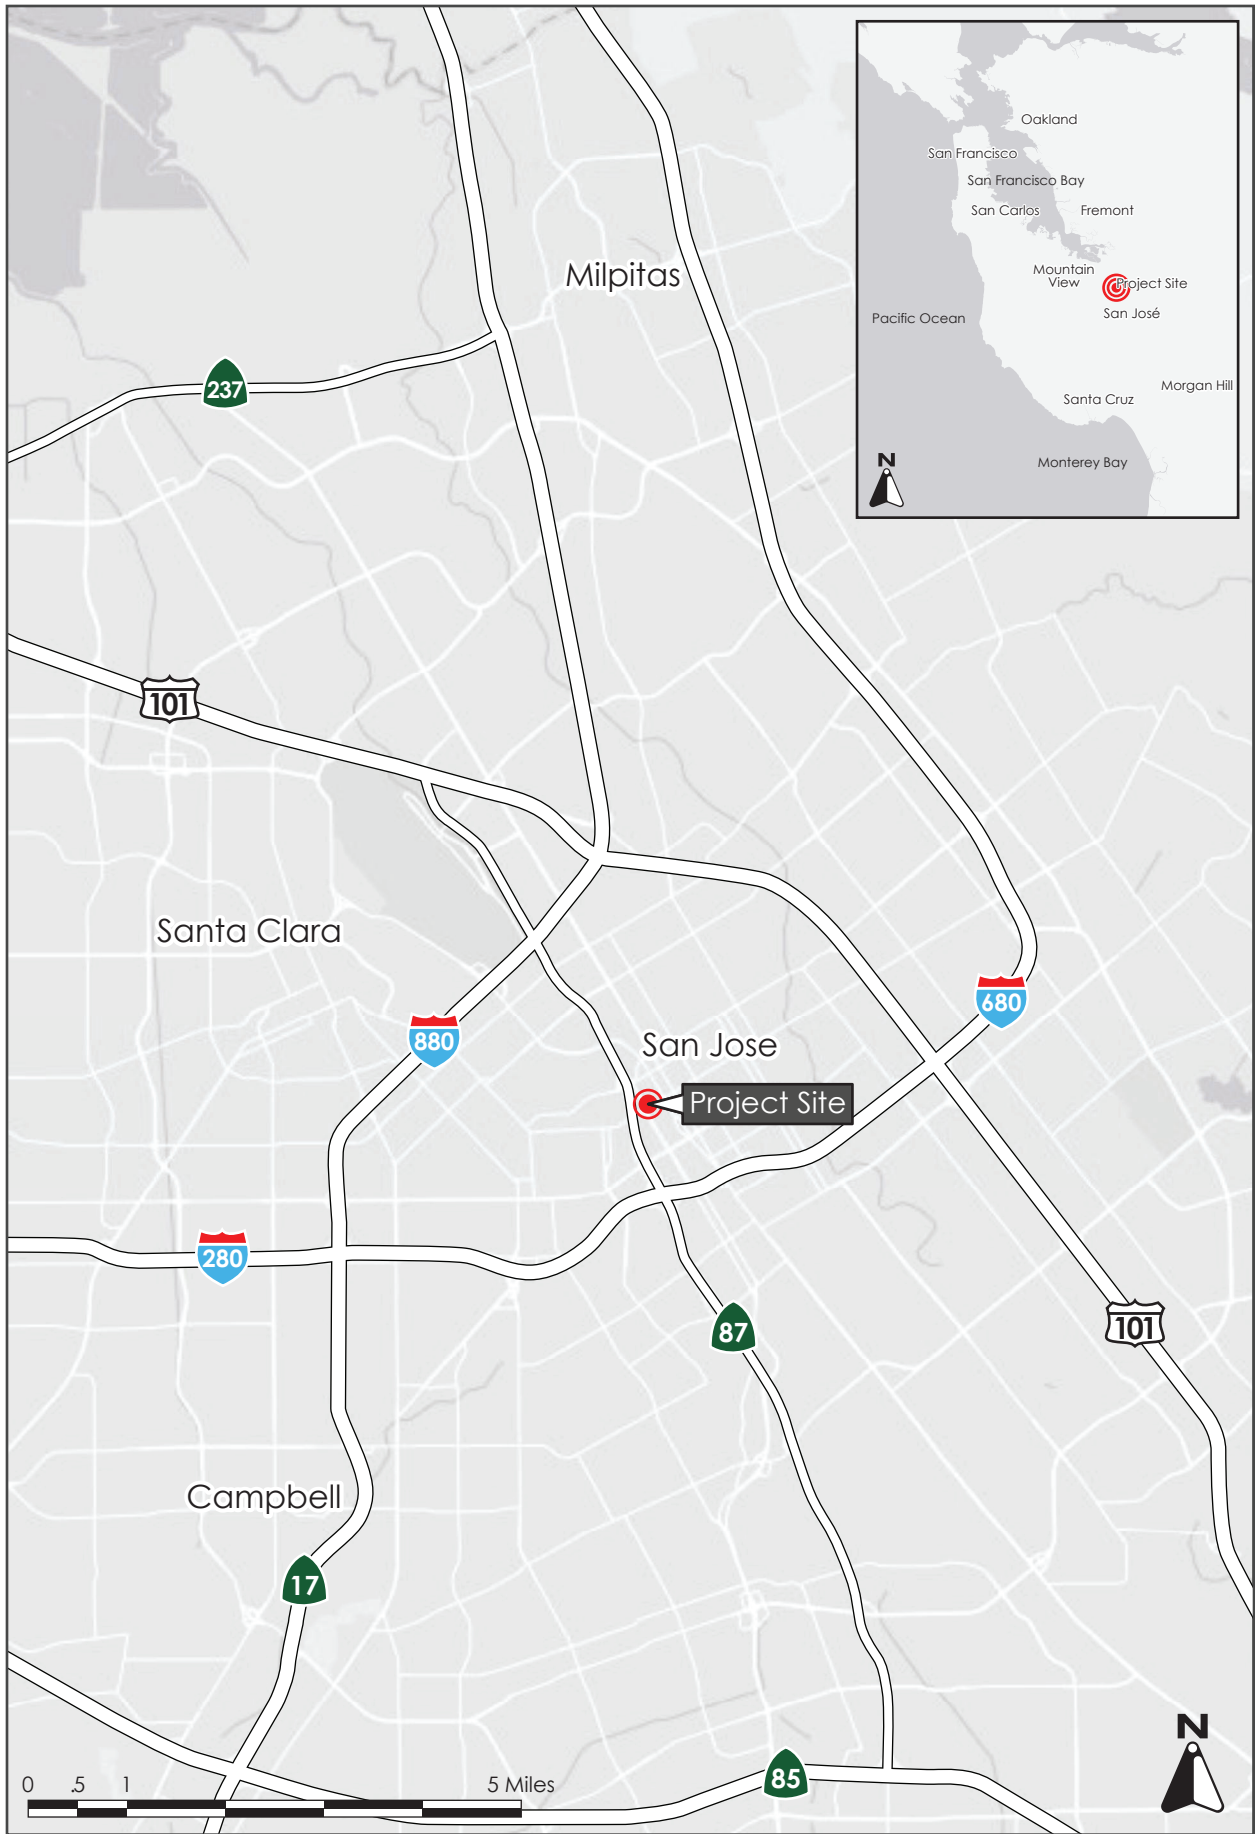 Oakland
San Francisco
San Francisco Bay
San Carlos
Fremont
Mountain
View
Project Site
San José
Pacific Ocean
Morgan Hill
Santa Cruz
Monterey Bay
N
Milpitas
237
101
Santa Clara
680
880
San Jose
Project Site
280
87
101
Campbell
17
N
85
0 .5 1 5 Miles